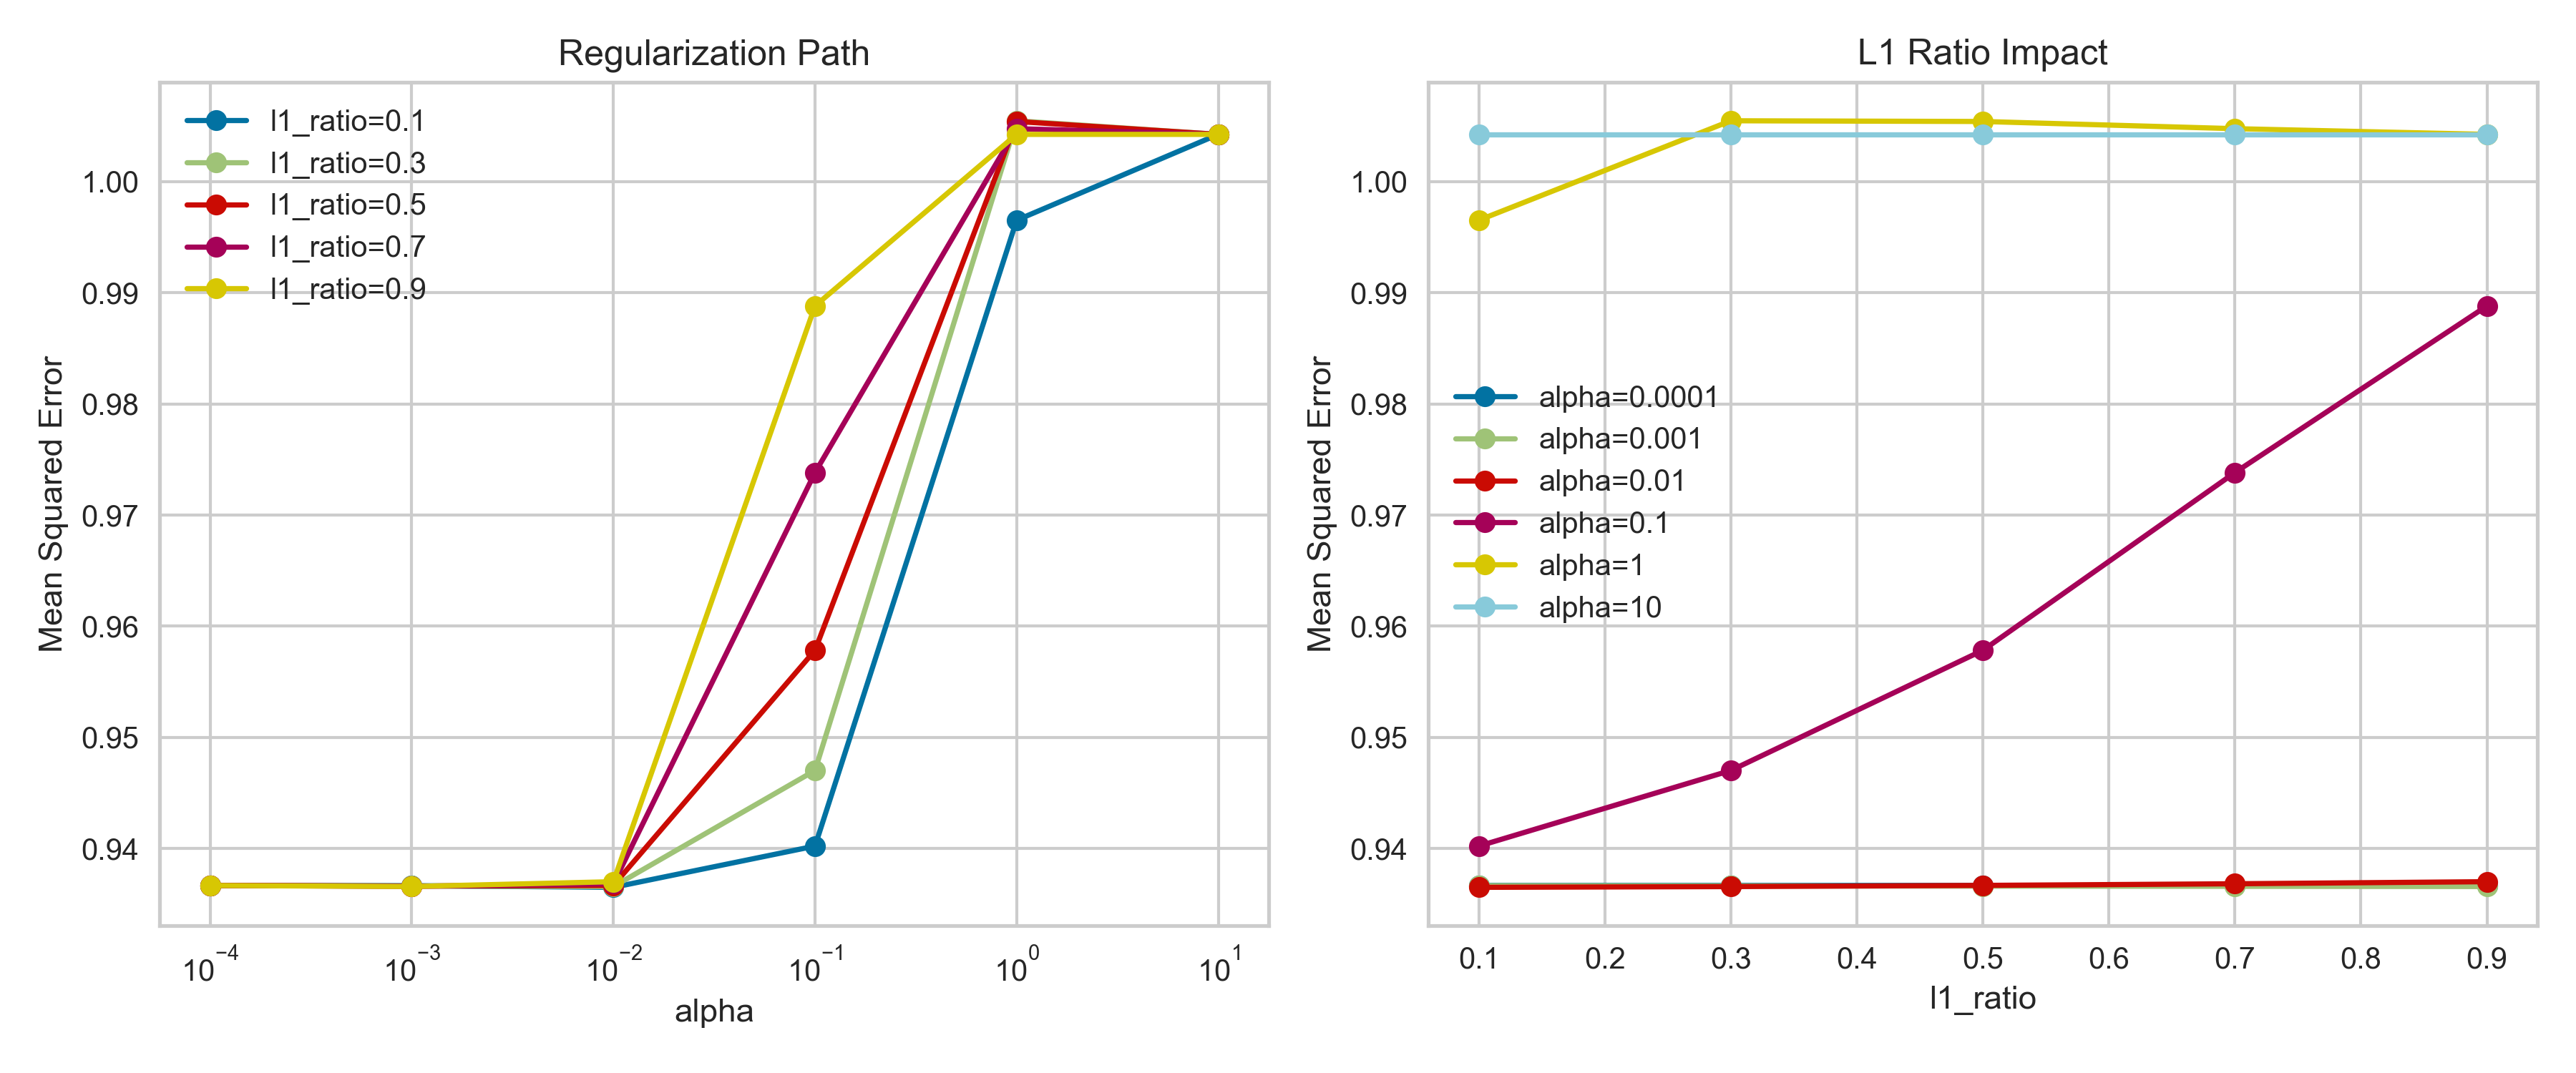 Regularization Path
l1_ratio=0.1
l1_ratio=0.3
l1_ratio=0.5
l1_ratio=0.7
l1_ratio=0.9
1.00
0.99
0.98
0.97
0.96
0.95
0.94
Mean Squared Error
10⁻⁴ 10⁻³ 10⁻² 10⁻¹ 10⁰ 10¹
alpha
L1 Ratio Impact
1.00
0.99
0.98
0.97
0.96
0.95
0.94
Mean Squared Error
alpha=0.0001
alpha=0.001
alpha=0.01
alpha=0.1
alpha=1
alpha=10
0.1 0.2 0.3 0.4 0.5 0.6 0.7 0.8 0.9
l1_ratio